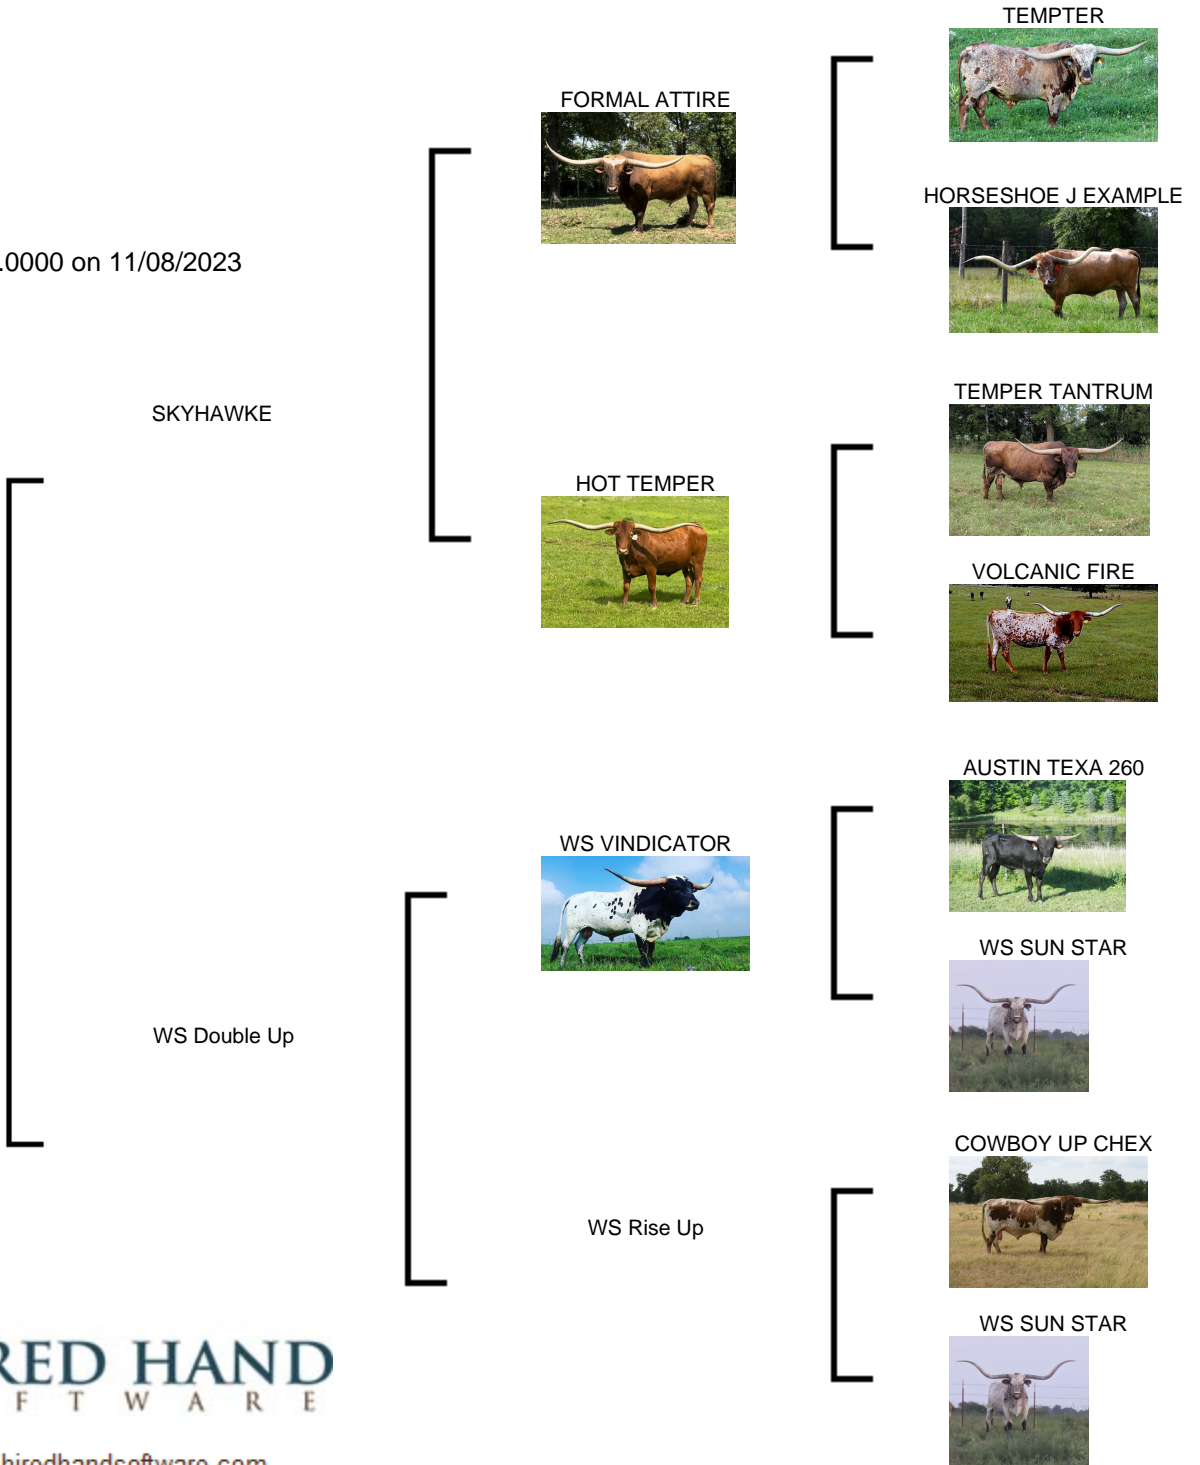 TEMPTER
FORMAL ATTIRE
HORSESHOE J EXAMPLE
.0000 on 11/08/2023
SKYHAWKE
TEMPER TANTRUM
HOT TEMPER
VOLCANIC FIRE
AUSTIN TEXA 260
WS VINDICATOR
WS SUN STAR
WS Double Up
COWBOY UP CHEX
WS Rise Up
WS SUN STAR
RED HAND
F T W A R E
hiredhandsoftware.com